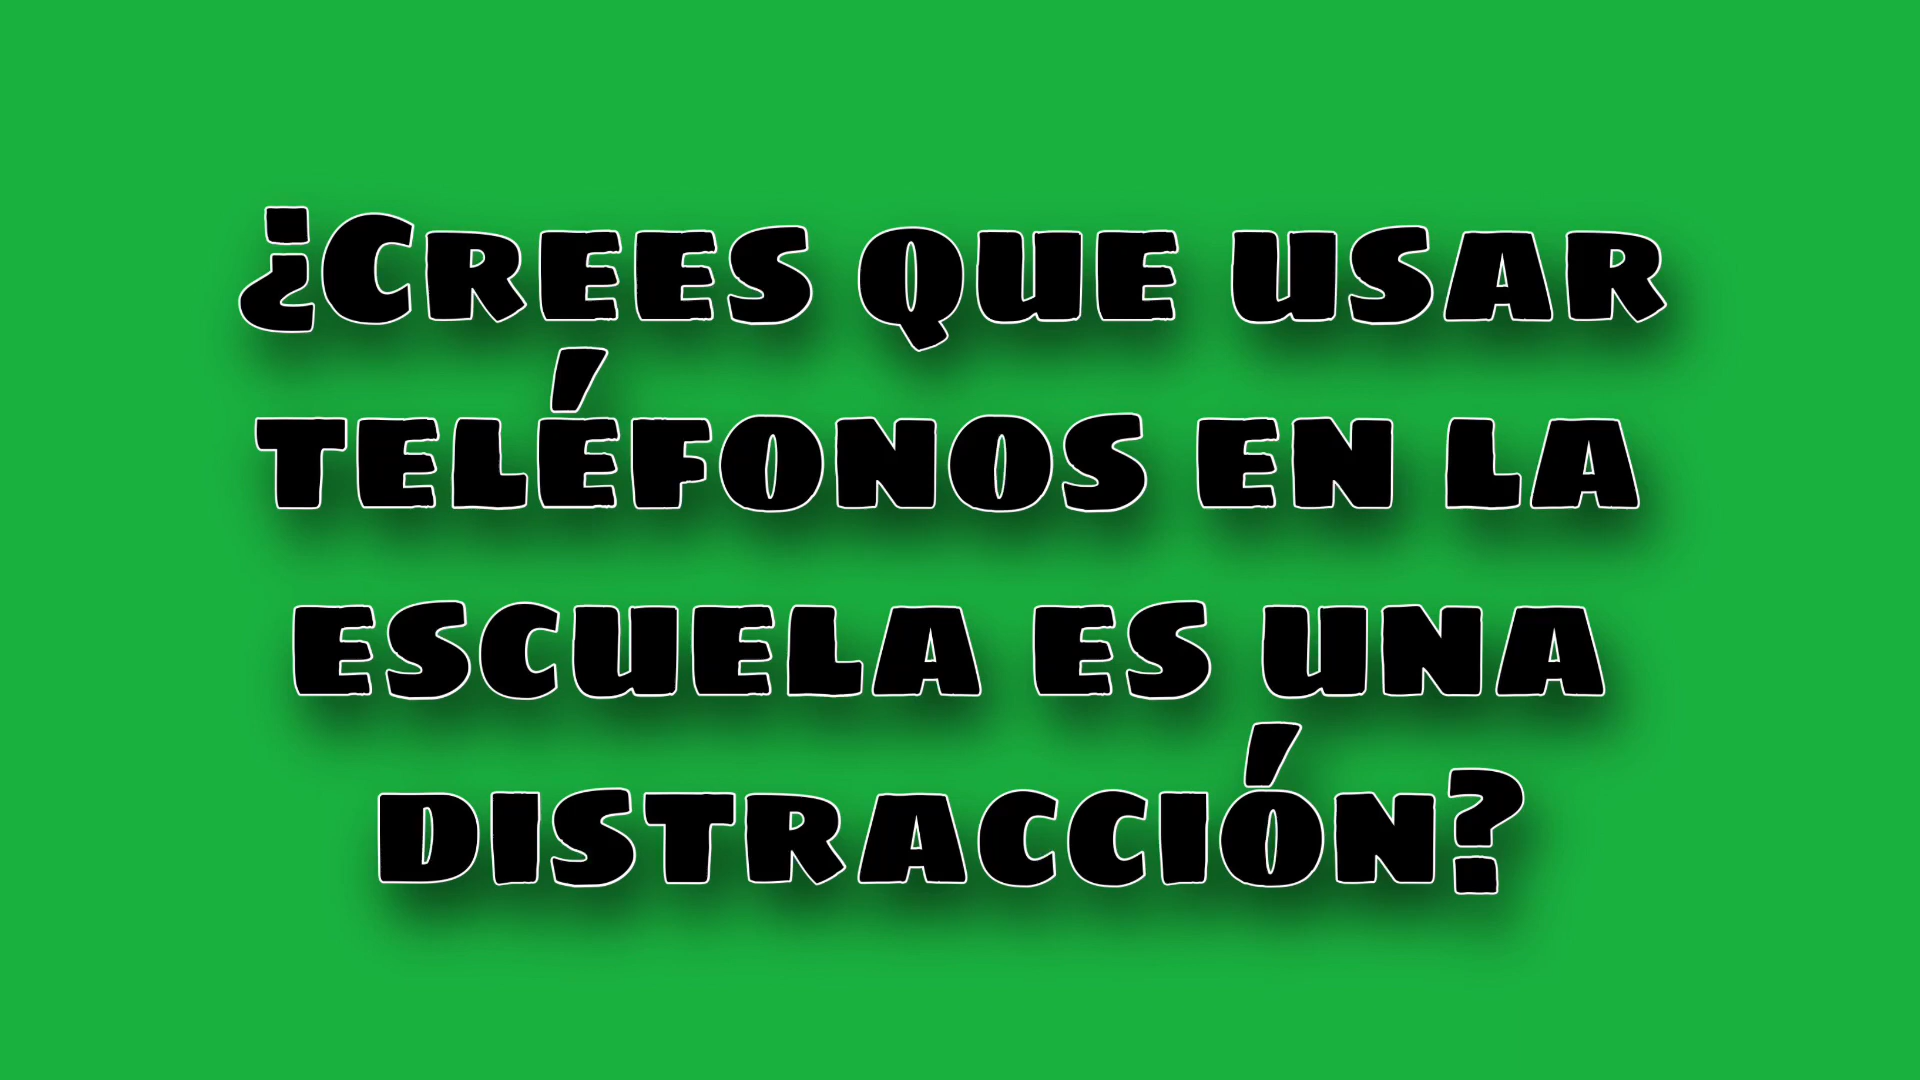 ¿Crees que usar
teléfonos en la
escuela es una
distracción?